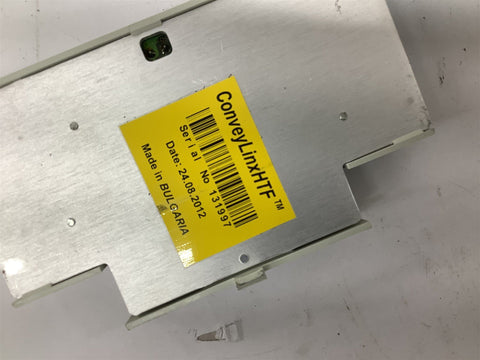 ConveyLinxHTF™
Serial No 131997
Date: 24.08.2012
Made in BULGARIA